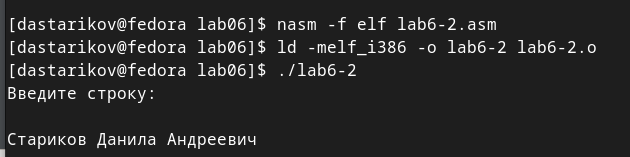 [dastarikov@fedora lab06]$ nasm -f elf lab6-2.asm
[dastarikov@fedora lab06]$ ld -melf_i386 -o lab6-2 lab6-2.o
[dastarikov@fedora lab06]$ ./lab6-2
Введите строку:
Стариков Данила Андреевич